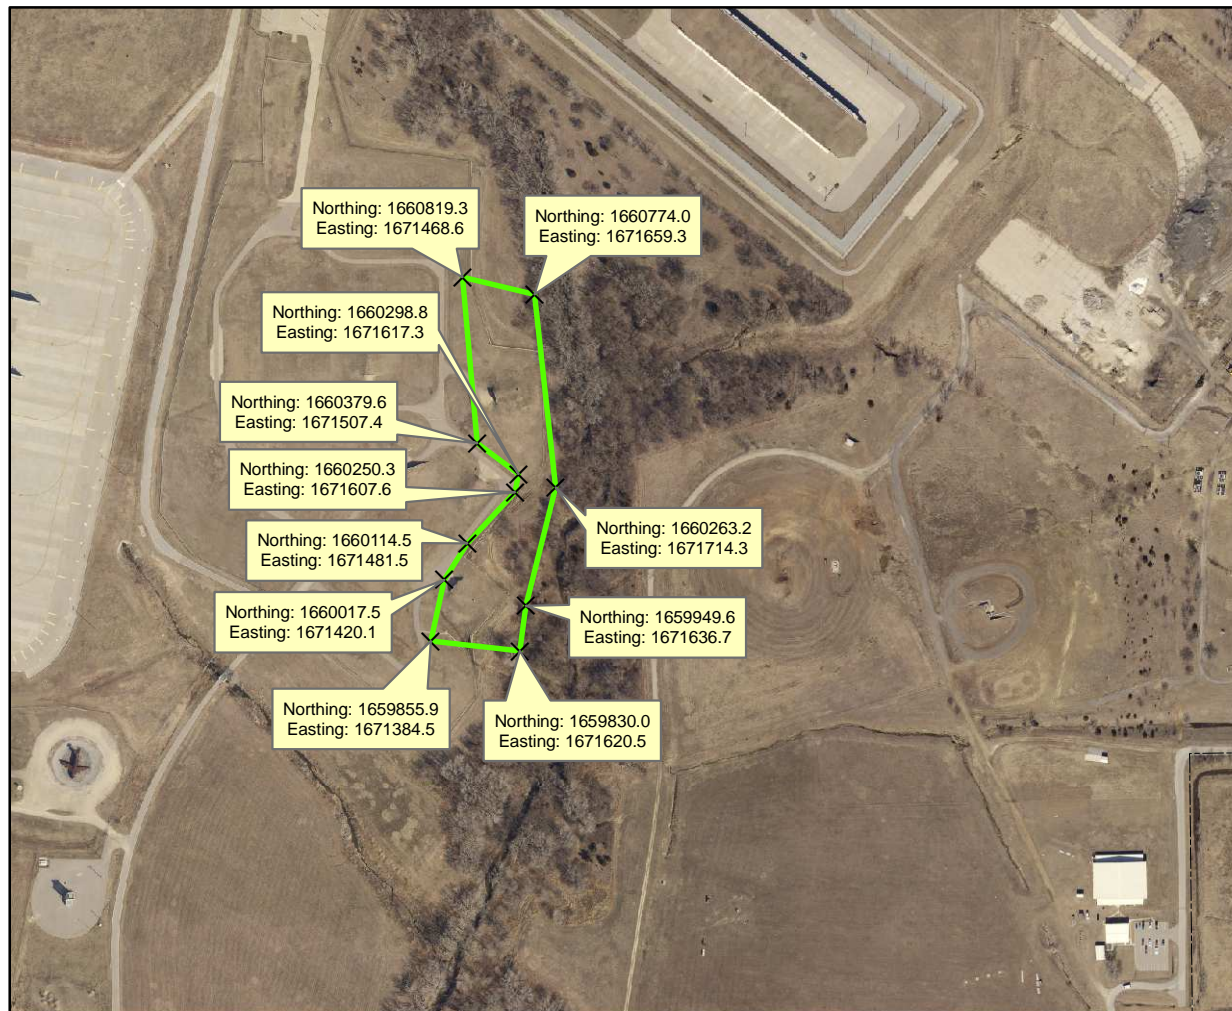 Northing: 1660819.3
Easting: 1671468.6
Northing: 1660774.0
Easting: 1671659.3
Northing: 1660298.8
Easting: 1671617.3
Northing: 1660379.6
Easting: 1671507.4
Northing: 1660250.3
Easting: 1671607.6
Northing: 1660263.2
Easting: 1671714.3
Northing: 1660114.5
Easting: 1671481.5
Northing: 1660017.5
Easting: 1671420.1
Northing: 1659949.6
Easting: 1671636.7
Northing: 1659855.9
Easting: 1671384.5
Northing: 1659830.0
Easting: 1671620.5